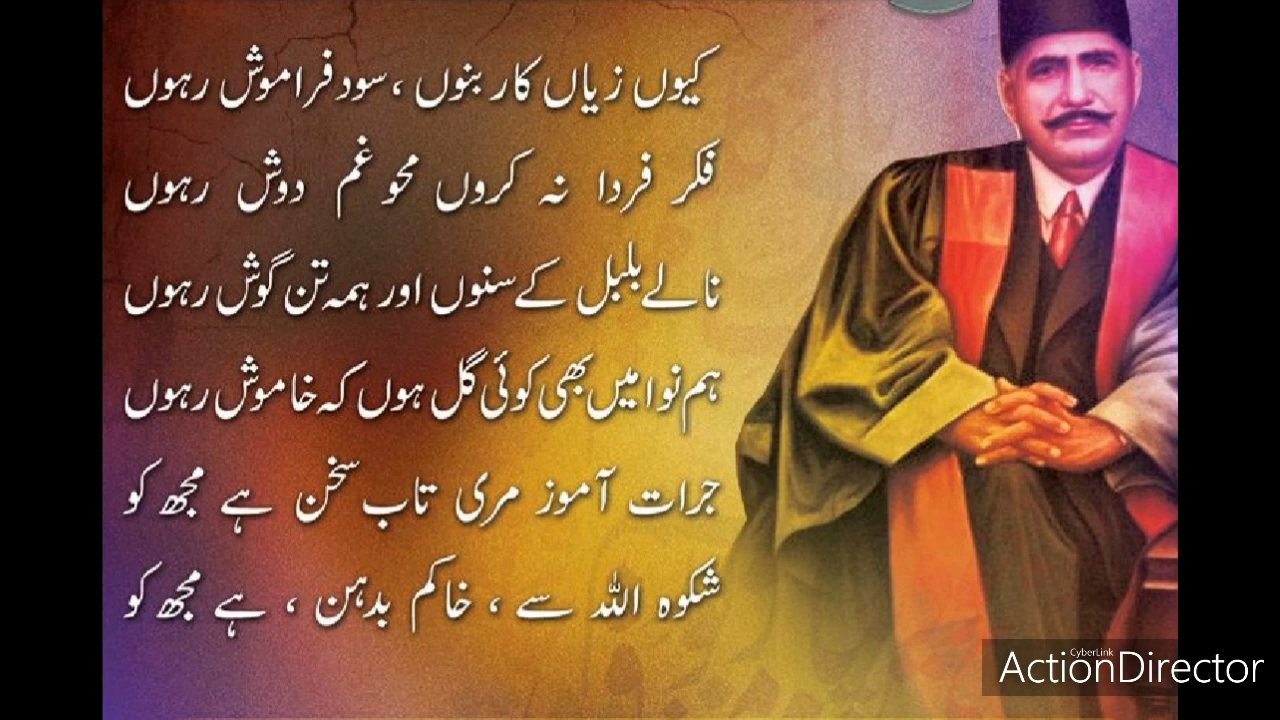 کیوں زیاں کار بنوں ، سود فراموش رہوں
فکر فردا نہ کروں محو غم دوش رہوں
نالے بلبل کے سنوں اور ہمہ تن گوش رہوں
ہم نوا میں بھی کوئی گل ہوں کہ خاموش رہوں
جرات آموز مری تاب سخن ہے مجھ کو
شکوہ اللہ سے ، خاکم بدہن ، ہے مجھ کو
CyberLink
ActionDirector